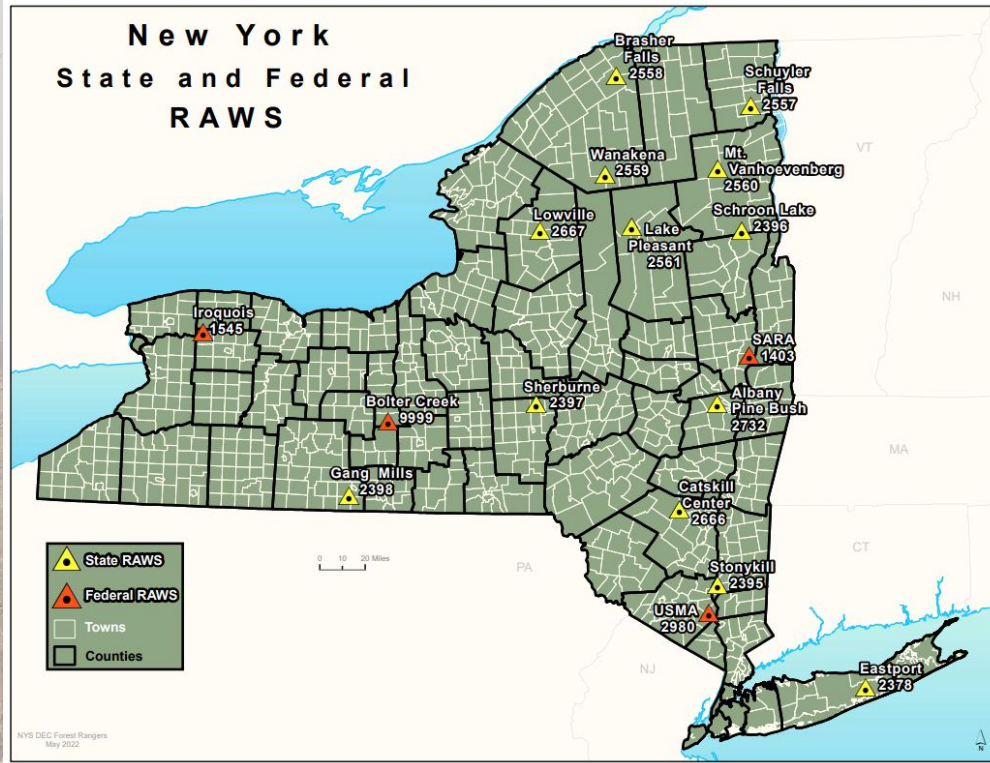 New York
State and Federal
RAWS
Brasher
Falls
2558
Schuyler
Falls
2557
VT
Wanakena
2559
Mt.
Vanhoevenberg
2560
Lowville
2667
Lake
Pleasant
2561
Schroon Lake
2396
NH
Iroquois
1545
SARA
1403
Bolter Creek
9999
Sherburne
2397
Albany
Pine Bush
2732
MA
Gang Mills
2398
Catskill
Center
2666
CT
PA
0 10 20 Miles
State RAWS
Federal RAWS
Towns
Counties
Stonykill
2395
USMA
2980
NJ
Eastport
2378
NYS DEC Forest Rangers
May 2022
N